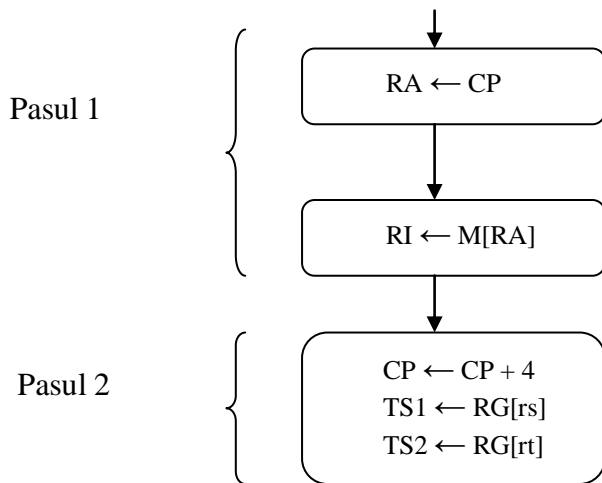 Pasul 1
RA ← CP
RI ← M[RA]
Pasul 2
CP ← CP + 4
TS1 ← RG[rs]
TS2 ← RG[rt]